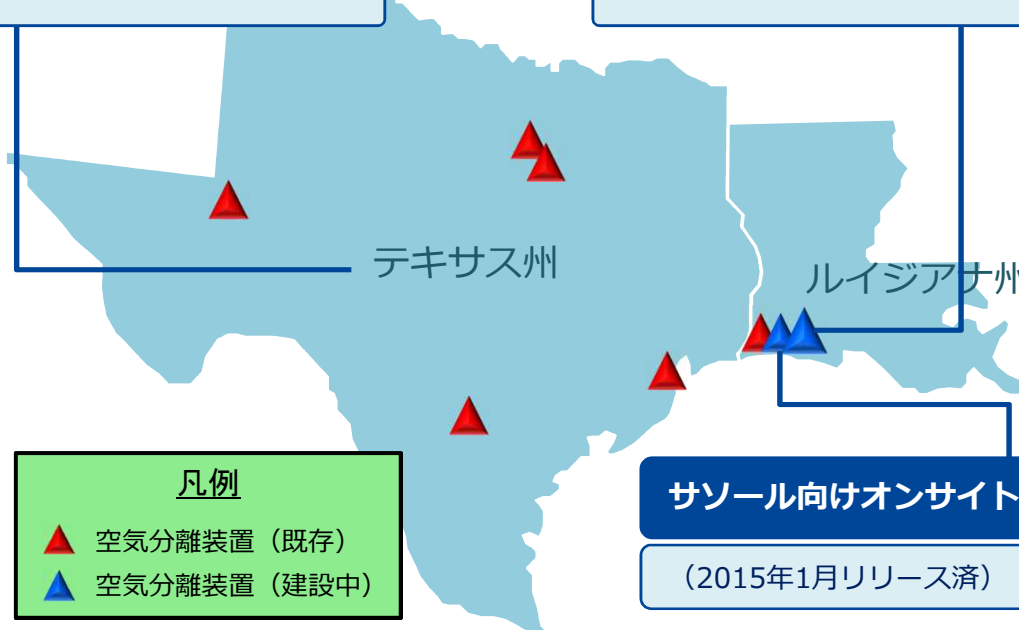 テキサス州
ルイジアナ州
凡例
空気分離装置（既存）
空気分離装置（建設中）
サソール向けオンサイト
（2015年1月リリース済）